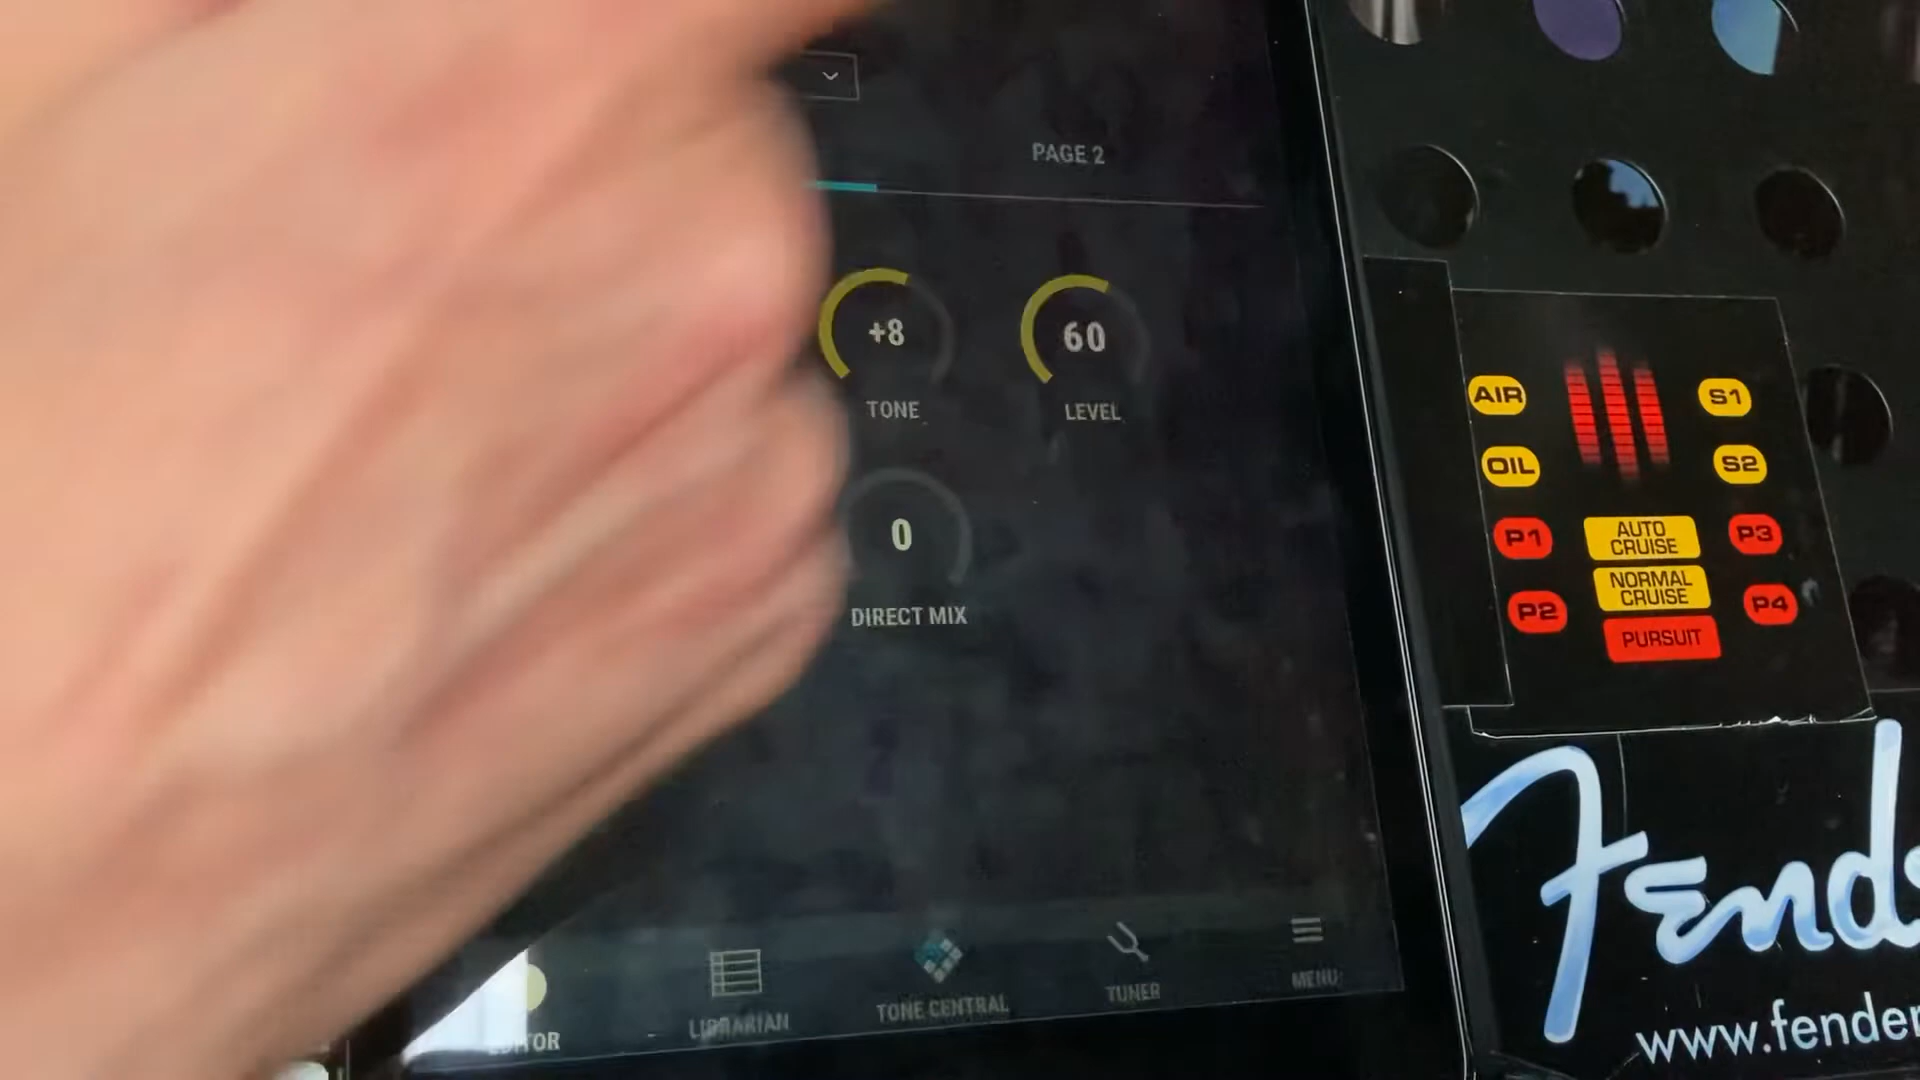 PAGE 2
+8
60
TONE
LEVEL
0
DIRECT MIX
LIBRARIAN
TONE CENTRAL
TUNER
MENU
AIR
S1
OIL
S2
P1
AUTO
CRUISE
P3
P2
NORMAL
CRUISE
P4
PURSUIT
Fend
www.fender